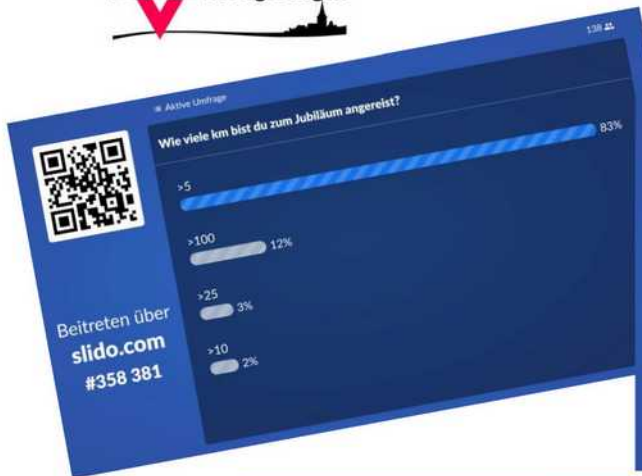 138
Aktive Umfrage
Wie viele km bist du zum Jubiläum angereist?
>5
83%
>100
12%
>25
3%
>10
2%
Beitreten über
slido.com
#358 381